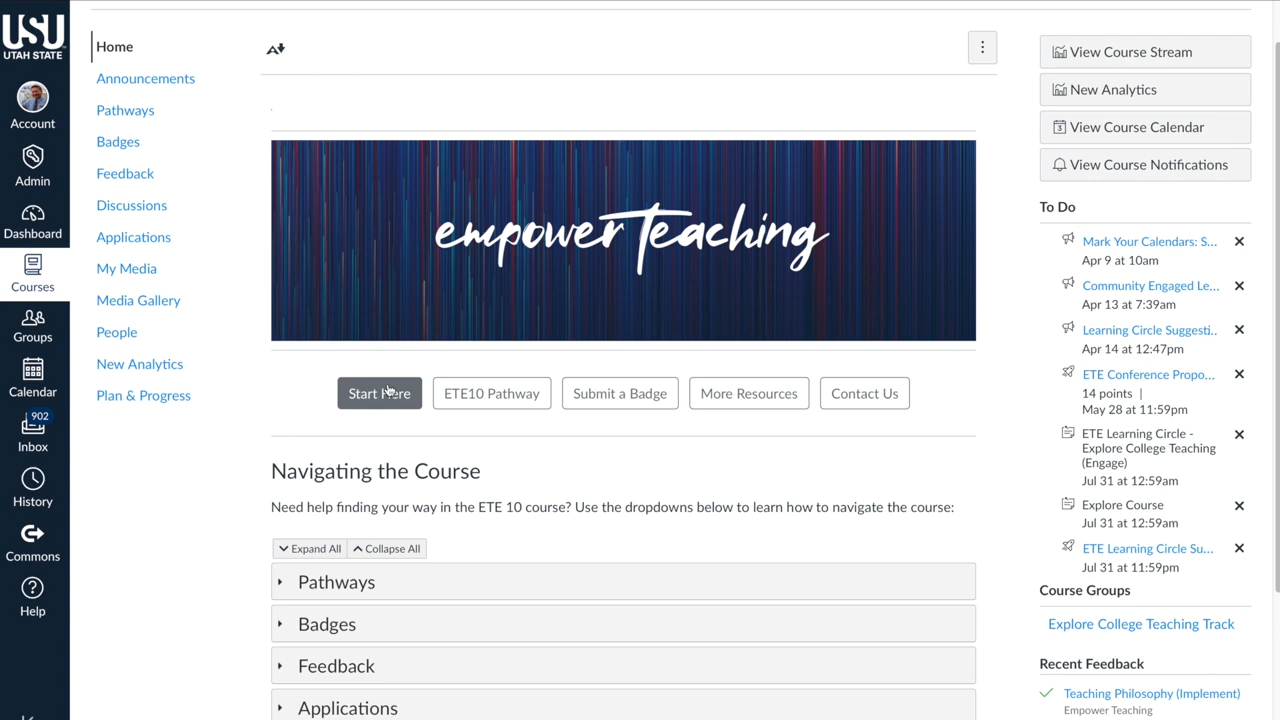 USU
UTAH STATE
Account
Admin
Dashboard
Courses
Groups
Calendar
902
Inbox
History
Commons
Help
Home
Announcements
Pathways
Badges
Feedback
Discussions
Applications
My Media
Media Gallery
People
New Analytics
Plan & Progress
empower Teaching
Start Here
ETE10 Pathway
Submit a Badge
More Resources
Contact Us
Navigating the Course
Need help finding your way in the ETE 10 course? Use the dropdowns below to learn how to navigate the course:
Expand All
Collapse All
Pathways
Badges
Feedback
Applications
View Course Stream
New Analytics
View Course Calendar
View Course Notifications
To Do
Mark Your Calendars: S...
Apr 9 at 10am
Community Engaged Le...
Apr 13 at 7:39am
Learning Circle Suggesti..
Apr 14 at 12:47pm
ETE Conference Propo...
14 points |
May 28 at 11:59pm
ETE Learning Circle -
Explore College Teaching
(Engage)
Jul 31 at 12:59am
Explore Course
Jul 31 at 12:59am
ETE Learning Circle Su...
Jul 31 at 11:59pm
Course Groups
Explore College Teaching Track
Recent Feedback
Teaching Philosophy (Implement)
Empower Teaching